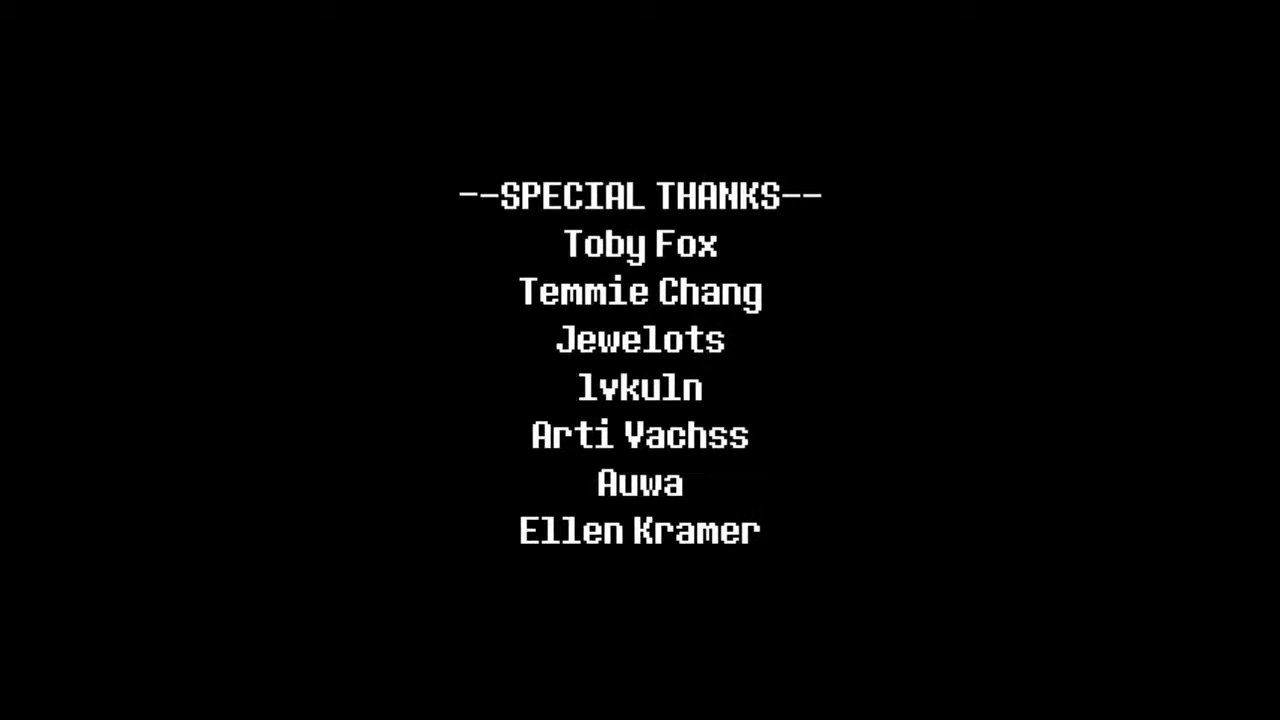 --SPECIAL THANKS--
Toby Fox
Temmie Chang
Jewelots
lvkuln
Arti Vachss
Auwa
Ellen Kramer